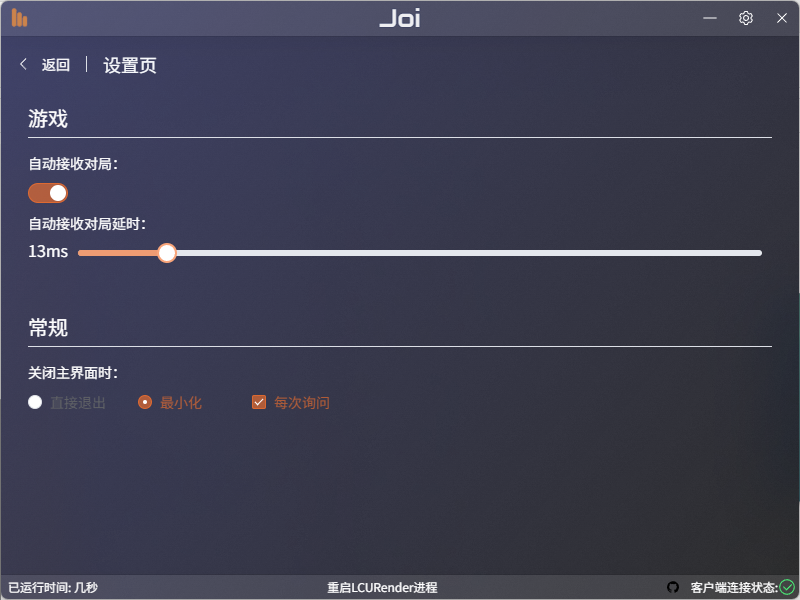 Joi
返回
设置页
游戏
自动接收对局:
自动接收对局延时:
13ms
常规
关闭主界面时:
直接退出 最小化 每次询问
已运行时间: 几秒 重启LCURender进程 客户端连接状态: